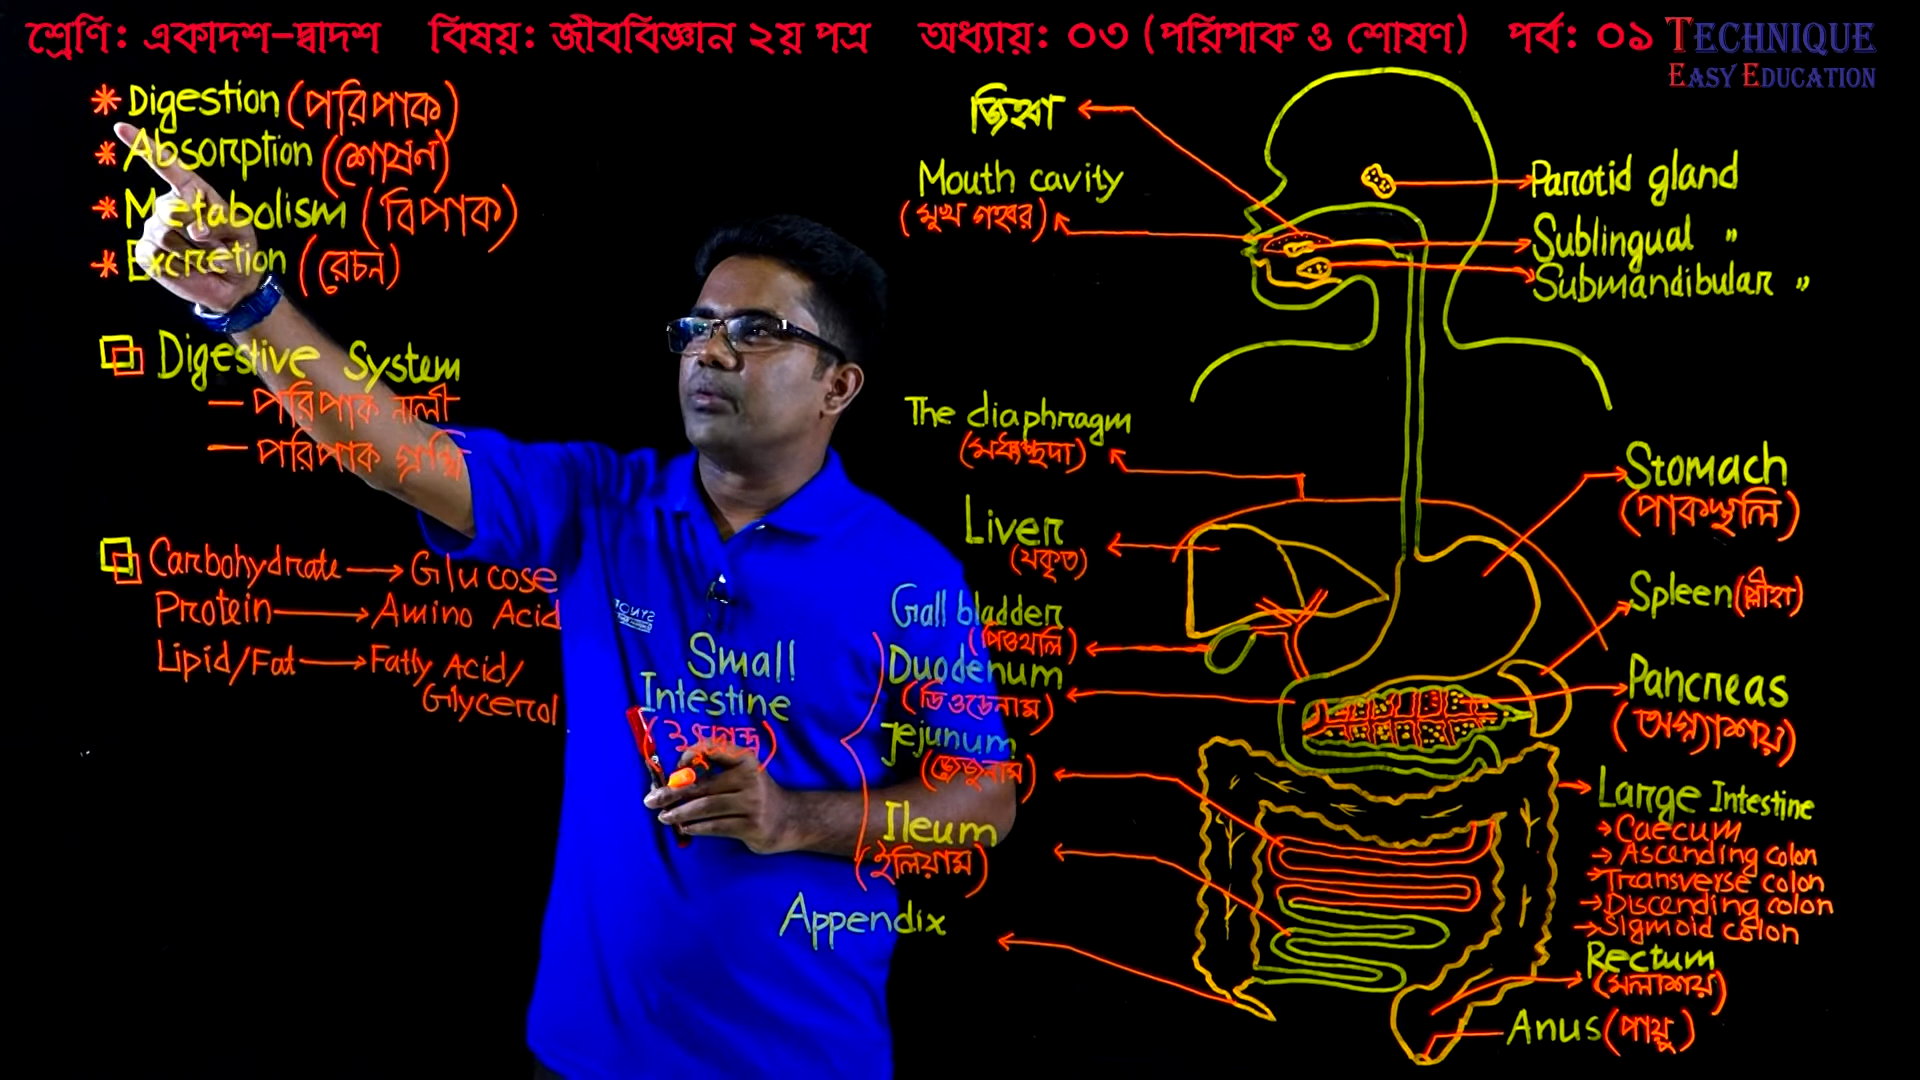 শ্রেণি: একাদশ-দ্বাদশ বিষয়: জীববিজ্ঞান ২য় পত্র অধ্যায়: ০৩ (পরিপাক ও শোষণ) পর্ব: ০১
TECHNIQUE
EASY EDUCATION
* Digestion (পরিপাক)
* Absorption (শোষন)
* Metabolism (বিপাক)
* Excretion (রেচন)
Digestive System
— পরিপাক নালী
— পরিপাক গ্রন্থি
Carbohydrate → Glucose
Protein → Amino Acid
Lipid/Fat → Fatty Acid/
Glycerol
জিহ্বা
Mouth cavity
(মুখ গহ্বর)
The diaphragm
(মধ্যচ্ছদা)
Liver
(যকৃত)
Gall bladder
(পিত্তথলি)
Small
Intestine
Duodenum
(ডিওডেনাম)
Jejunum
(জেজুনাম)
Ileum
(ইলিয়াম)
Appendix
Parotid gland
Sublingual "
Submandibular "
Stomach
(পাকস্থলি)
Spleen (প্লীহা)
Pancreas
(অগ্ন্যাশয়)
Large Intestine
→ Caecum
→ Ascending colon
→ Transverse colon
→ Discending colon
→ Sigmoid colon
Rectum
(মলাশয়)
Anus (পায়ু)